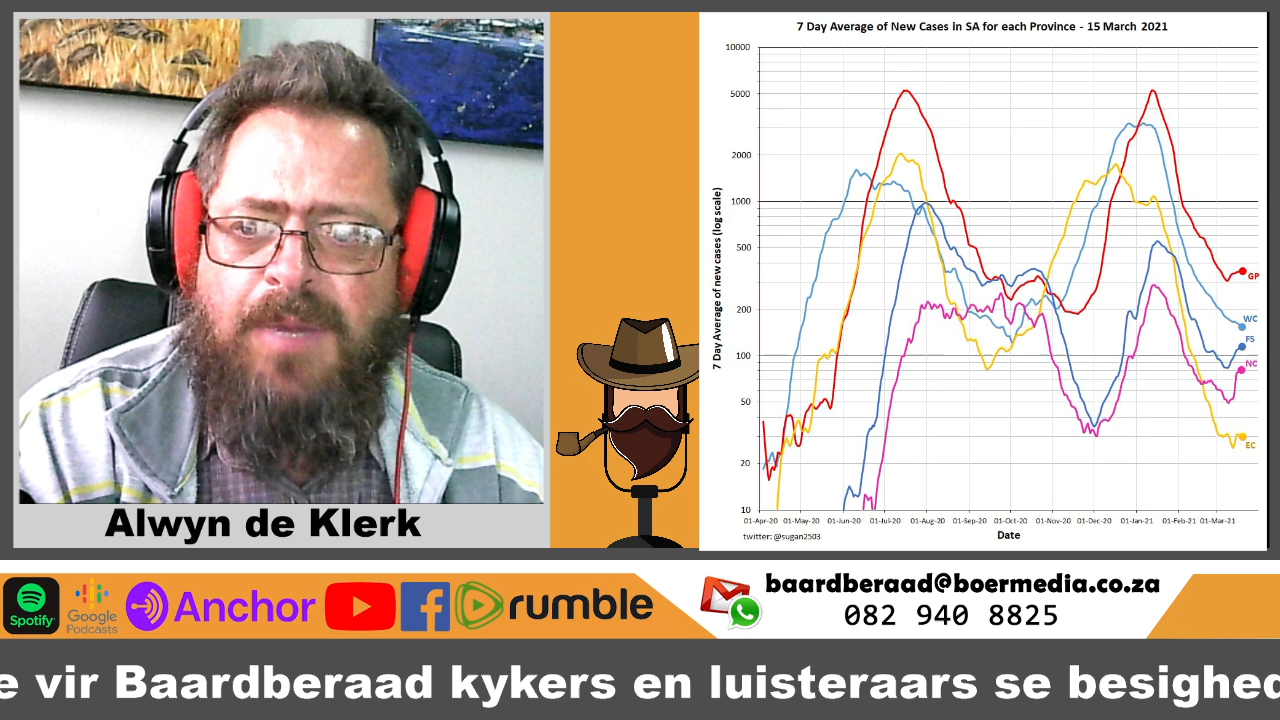 7 Day Average of New Cases in SA for each Province - 15 March 2021
7 Day Average of new cases (log scale)
10000
5000
2000
1000
500
200
100
50
20
10
GP
WC
FS
NC
EC
01-Apr-20 01-May-20 01-Jun-20 01-Jul-20 01-Aug-20 01-Sep-20 01-Oct-20 01-Nov-20 01-Dec-20 01-Jan-21 01-Feb-21 01-Mar-21
Date
twitter: @sugan2503
Alwyn de Klerk
Spotify
Google
Podcasts
Anchor
rumble
baardberaad@boermedia.co.za
082 940 8825
e vir Baardberaad kykers en luisteraars se besighed